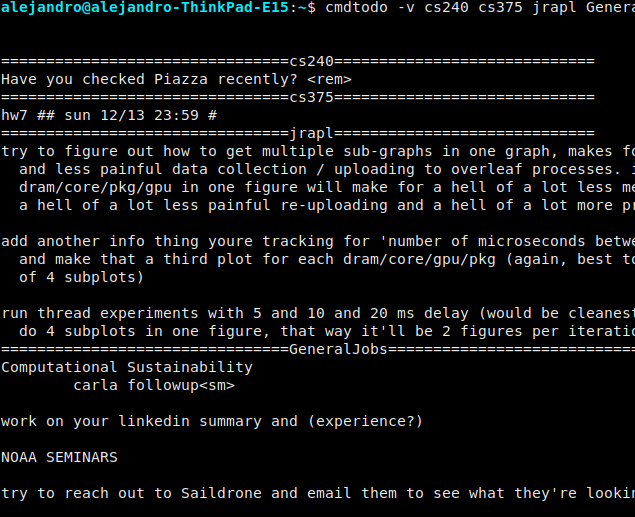 alejandro@alejandro-ThinkPad-E15:~$ cmdtodo -v cs240 cs375 jrapl Genera
================================cs240=============================
Have you checked Piazza recently? <rem>
================================cs375=============================
hw7 ## sun 12/13 23:59 #
================================jrapl=============================
try to figure out how to get multiple sub-graphs in one graph, makes fo
  and less painful data collection / uploading to overleaf processes. i
  dram/core/pkg/gpu in one figure will make for a hell of a lot less me
  a hell of a lot less painful re-uploading and a hell of a lot more pr
add another info thing youre tracking for 'number of microseconds betwe
  and make that a third plot for each dram/core/gpu/pkg (again, best to
  of 4 subplots)
run thread experiments with 5 and 10 and 20 ms delay (would be cleanest
  do 4 subplots in one figure, that way it'll be 2 figures per iteratio
================================GeneralJobs============================
Computational Sustainability
        carla followup<sm>
work on your linkedin summary and (experience?)
NOAA SEMINARS
try to reach out to Saildrone and email them to see what they're lookin